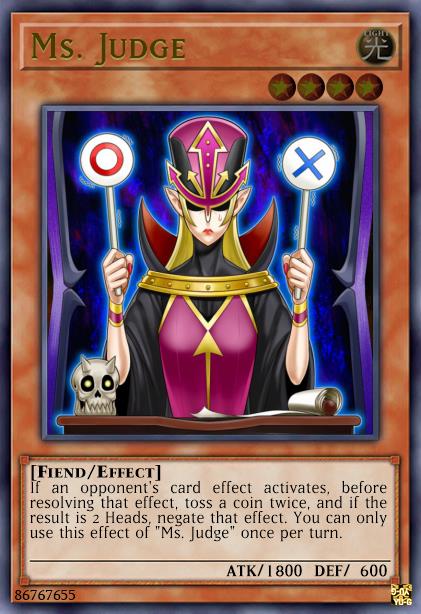 Ms. Judge
LIGHT
光
[Fiend/Effect]
If an opponent's card effect activates, before
resolving that effect, toss a coin twice, and if the
result is 2 Heads, negate that effect. You can only
use this effect of "Ms. Judge" once per turn.
ATK/1800 DEF/ 600
86767655